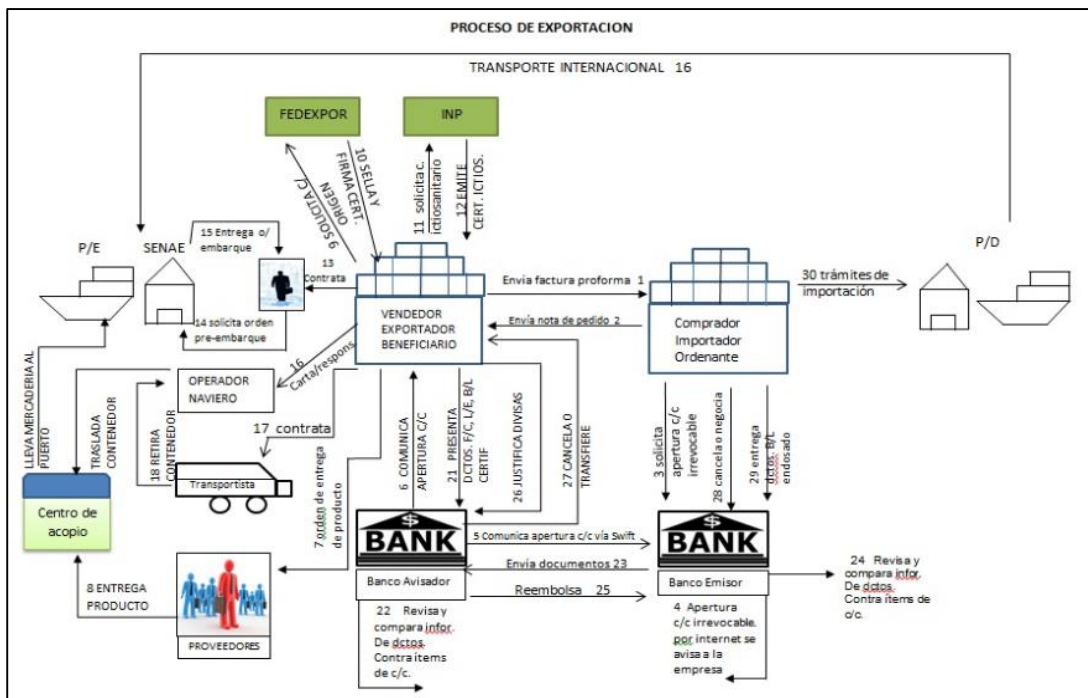 PROCESO DE EXPORTACION
TRANSPORTE INTERNACIONAL 16
FEDEXPOR
INP
9 SOLICITA C/
ORIGEN
10 SELLA Y
FIRMA CERT.
11 solicita c.
ictiosanitario
12 EMITE
CERT. ICTIOS.
P/E
SENAE
15 Entrega o/
embarque
13
Contrata
14 solicita orden
pre-embarque
VENDEDOR
EXPORTADOR
BENEFICIARIO
Envía factura proforma 1
Envía nota de pedido 2
Comprador
Importador
Ordenante
30 trámites de
importación
P/D
16
Carta/respons.
OPERADOR
NAVIERO
17 contrata
Transportista
LLEVA MERCADERIA AL
PUERTO
TRASLADA
CONTENEDOR
18 RETIRA
CONTENEDOR
Centro de
acopio
8 ENTREGA
PRODUCTO
PROVEEDORES
7 orden de entrega
de producto
6 COMUNICA
APERTURA C/C
21 PRESENTA
DCTOS. F/C, L/E, B/L
CERTIF
26 JUSTIFICA DIVISAS
27 CANCELA O
TRANSFIERE
3 solicita
apertura c/c
irrevocable
28 cancela o negocia
29 entrega
dctos. B/L
endosado
$
BANK
Banco Avisador
5 Comunica apertura c/c vía Swift
Envía documentos 23
Reembolsa 25
$
BANK
Banco Emisor
22 Revisa y
compara infor.
De dctos.
Contra ítems
de c/c.
4 Apertura
c/c irrevocable.
por internet se
avisa a la
empresa
24 Revisa y
compara infor.
De dctos.
Contra ítems de
c/c.